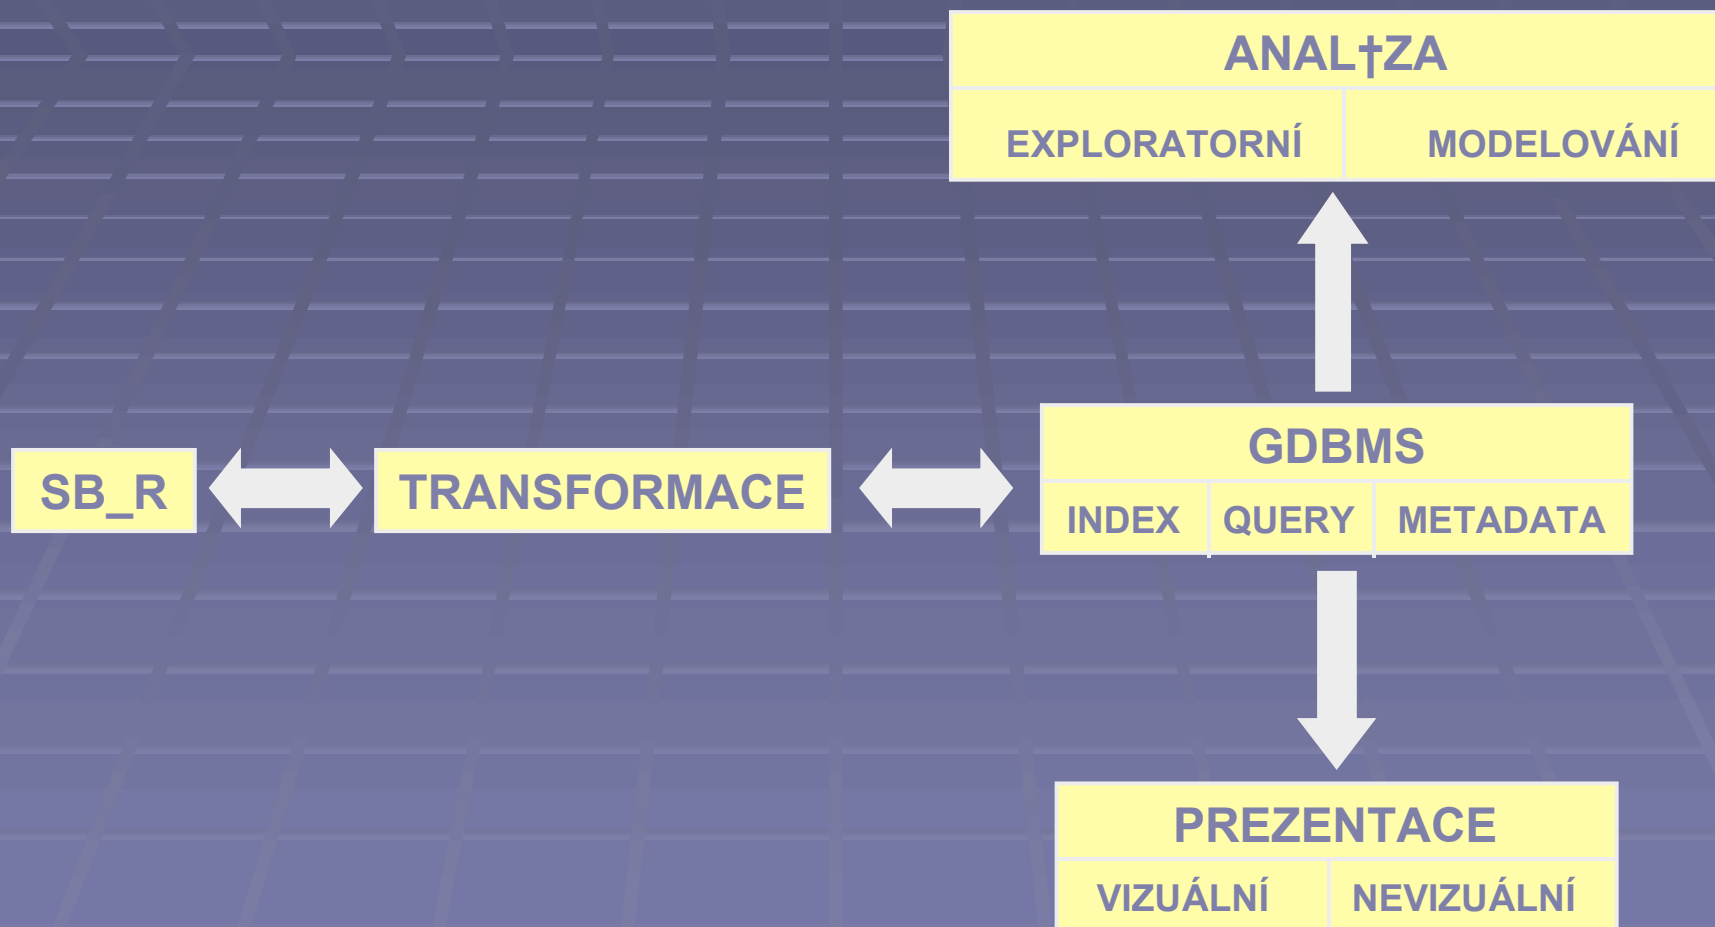 ANAL†ZA
EXPLORATORNÍ MODELOVÁNÍ
GDBMS
SB_R TRANSFORMACE
INDEX QUERY METADATA
PREZENTACE
VIZUÁLNÍ NEVIZUÁLNÍ